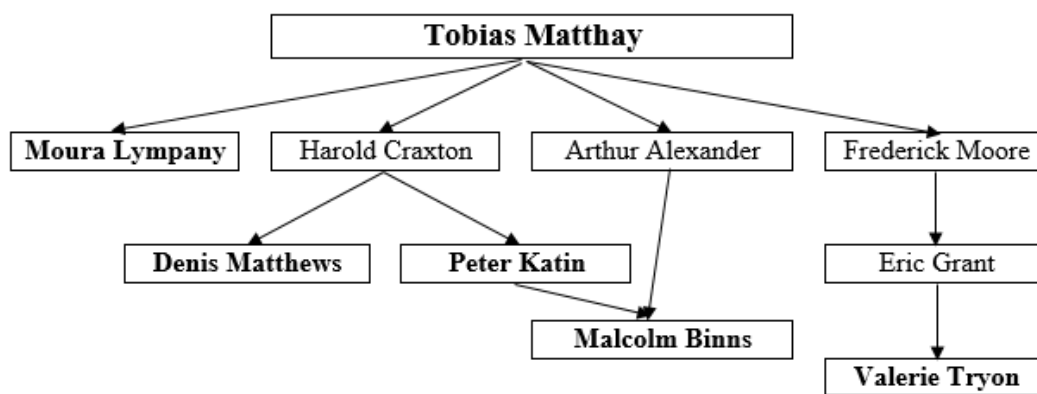 Tobias Matthay
Moura Lympany
Harold Craxton
Arthur Alexander
Frederick Moore
Denis Matthews
Peter Katin
Eric Grant
Malcolm Binns
Valerie Tryon